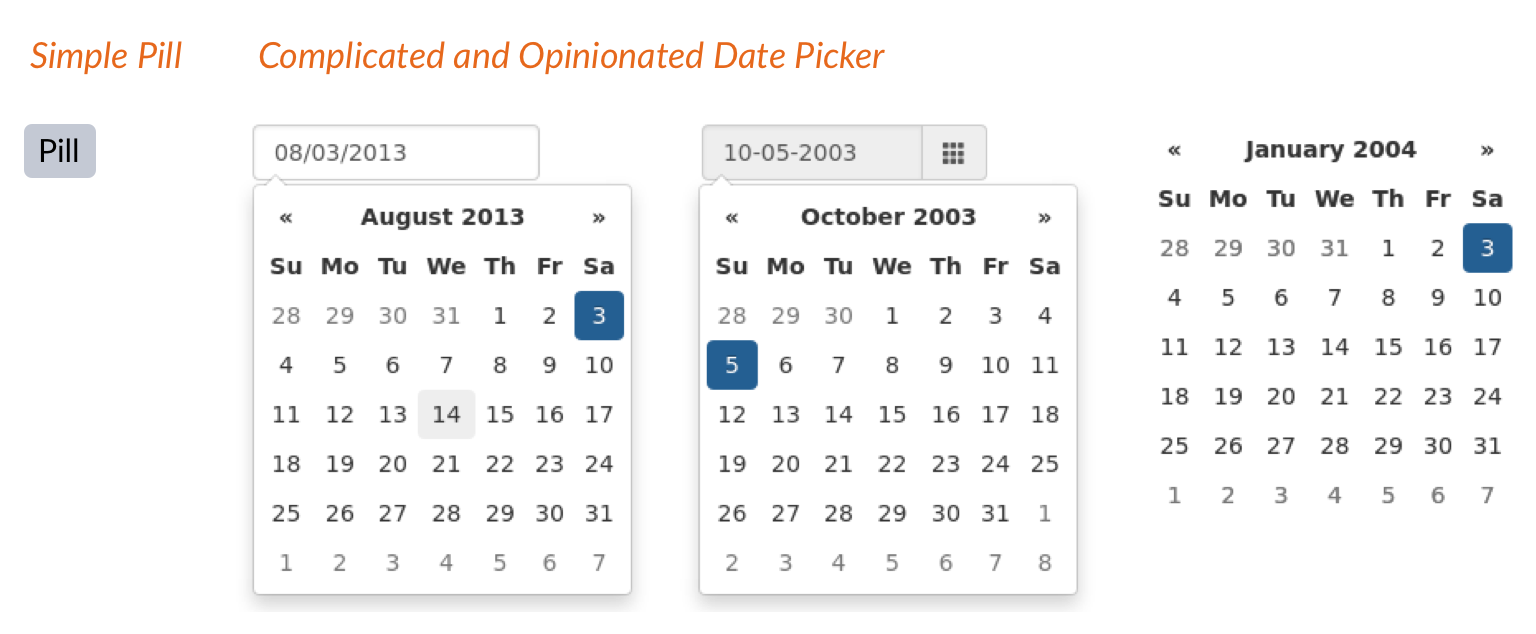 Simple Pill Complicated and Opinionated Date Picker
Pill
08/03/2013
« August 2013 »
Su Mo Tu We Th Fr Sa
28 29 30 31 1 2 3
4 5 6 7 8 9 10
11 12 13 14 15 16 17
18 19 20 21 22 23 24
25 26 27 28 29 30 31
1 2 3 4 5 6 7
10-05-2003
« October 2003 »
Su Mo Tu We Th Fr Sa
28 29 30 1 2 3 4
5 6 7 8 9 10 11
12 13 14 15 16 17 18
19 20 21 22 23 24 25
26 27 28 29 30 31 1
2 3 4 5 6 7 8
« January 2004 »
Su Mo Tu We Th Fr Sa
28 29 30 31 1 2 3
4 5 6 7 8 9 10
11 12 13 14 15 16 17
18 19 20 21 22 23 24
25 26 27 28 29 30 31
1 2 3 4 5 6 7